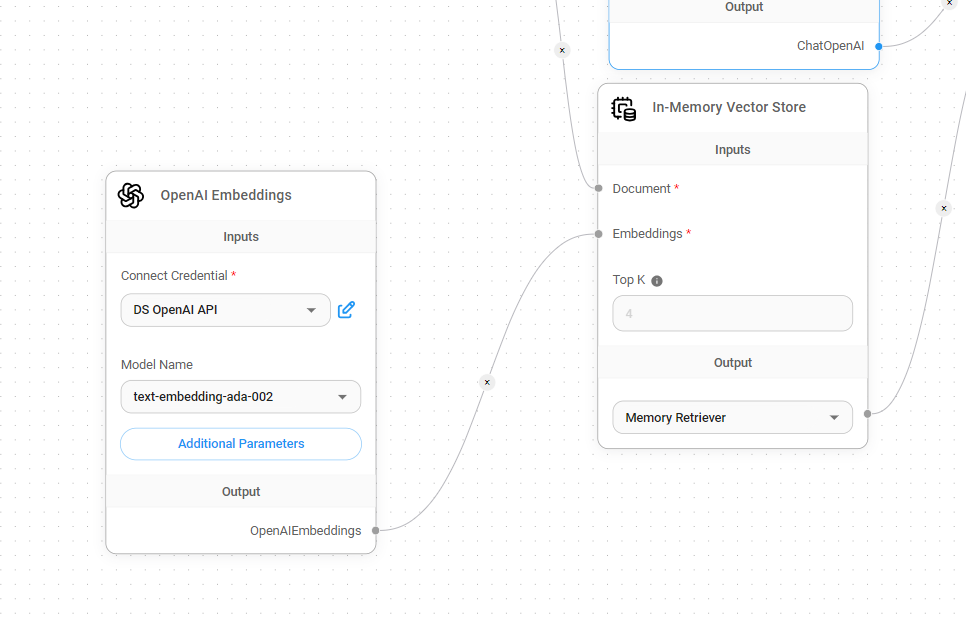 Output
ChatOpenAI
In-Memory Vector Store
Inputs
Document *
Embeddings *
Top K
4
Output
Memory Retriever
OpenAI Embeddings
Inputs
Connect Credential *
DS OpenAI API
Model Name
text-embedding-ada-002
Additional Parameters
Output
OpenAIEmbeddings